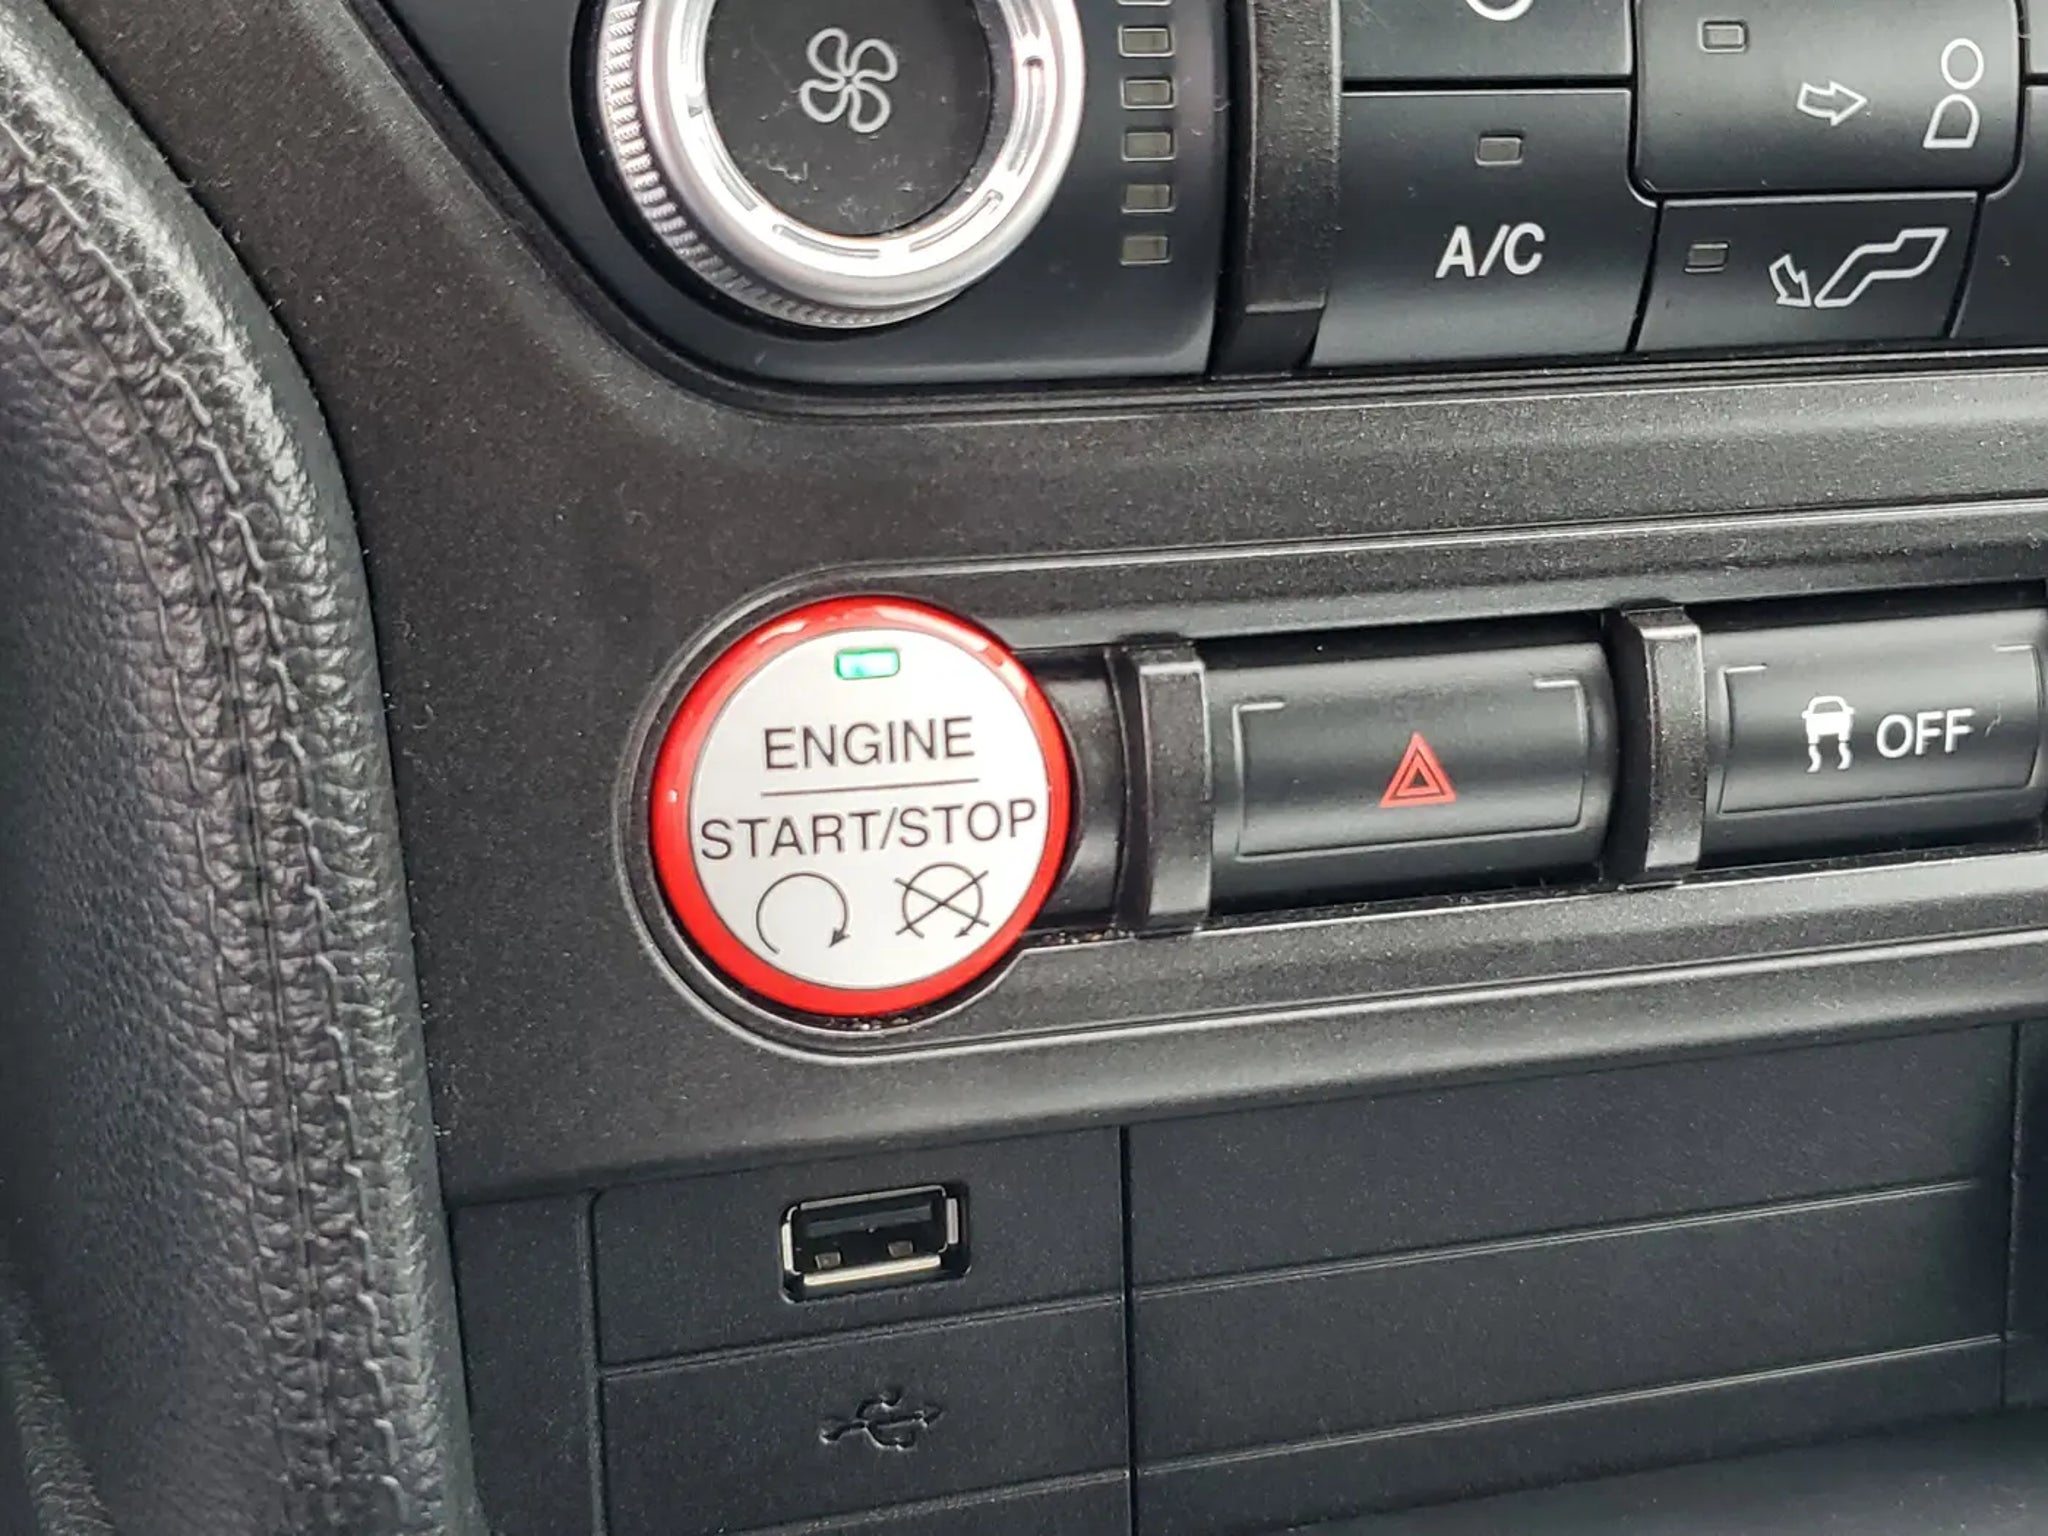 A/C
ENGINE
START/STOP
OFF